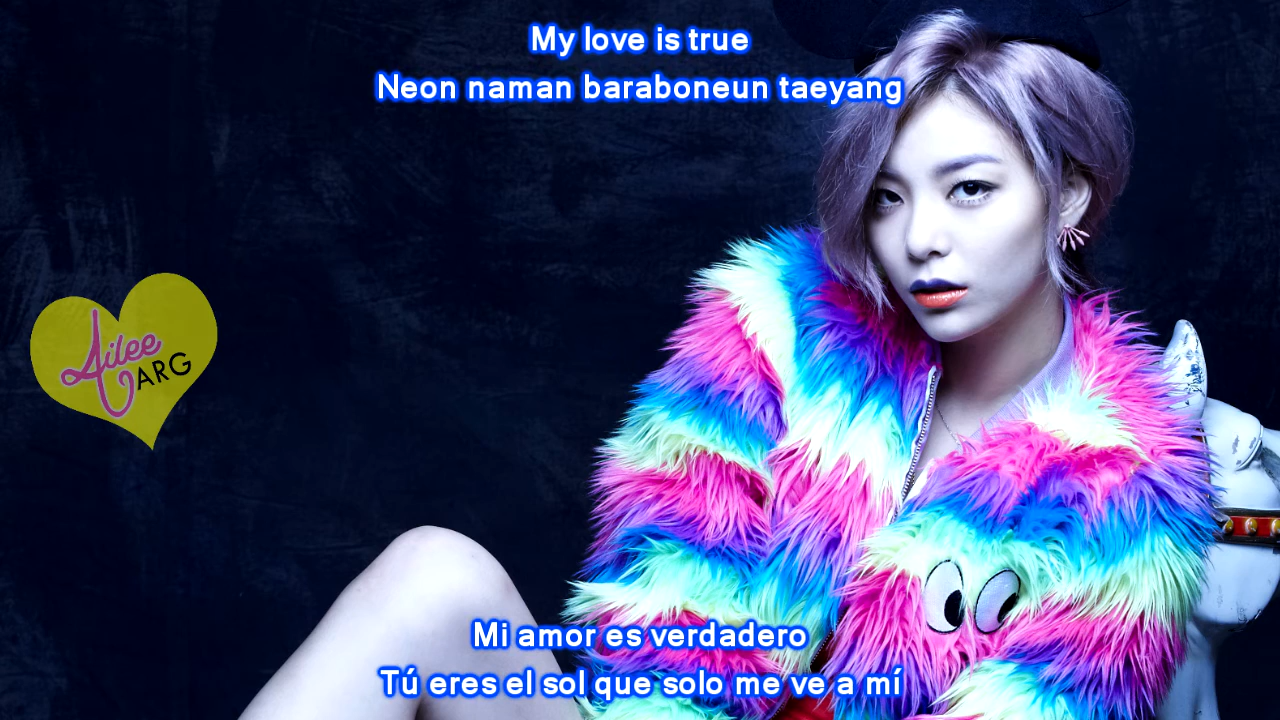 My love is true
Neon naman baraboneun taeyang
Ailee
ARG
Mi amor es verdadero
Tú eres el sol que solo me ve a mí